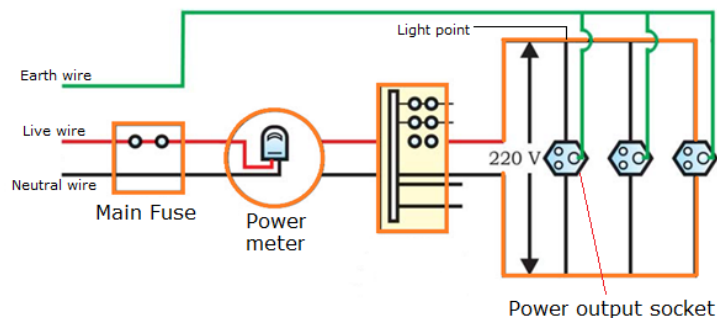 Light point
Earth wire
Live wire
220 V
Neutral wire
Main Fuse
Power
meter
Power output socket